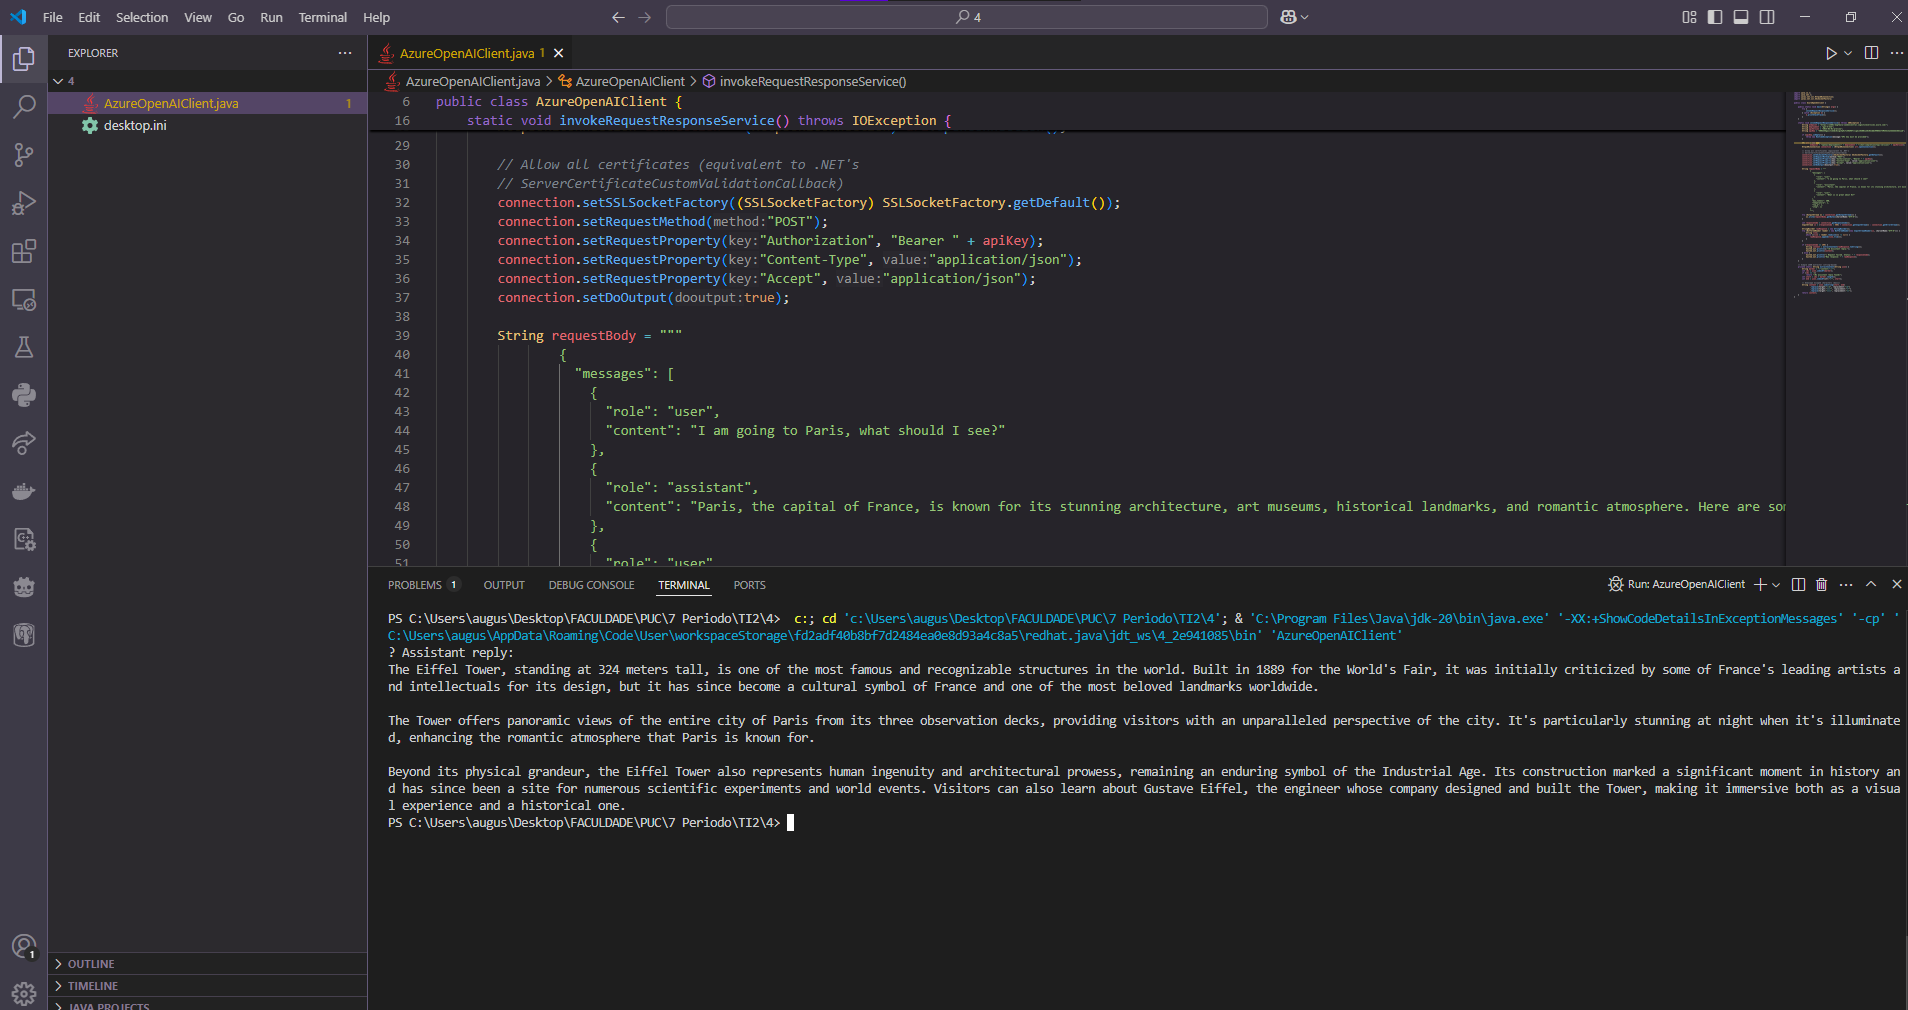 File Edit Selection View Go Run Terminal Help
4
EXPLORER
4
AzureOpenAIClient.java 1
desktop.ini
OUTLINE
TIMELINE
JAVA PROJECTS
1
AzureOpenAIClient.java 1
AzureOpenAIClient.java > AzureOpenAIClient > invokeRequestResponseService()
6 public class AzureOpenAIClient {
16 static void invokeRequestResponseService() throws IOException {
29
30 // Allow all certificates (equivalent to .NET's
31 // ServerCertificateCustomValidationCallback)
32 connection.setSSLSocketFactory((SSLSocketFactory) SSLSocketFactory.getDefault());
33 connection.setRequestMethod(method:"POST");
34 connection.setRequestProperty(key:"Authorization", "Bearer " + apiKey);
35 connection.setRequestProperty(key:"Content-Type", value:"application/json");
36 connection.setRequestProperty(key:"Accept", value:"application/json");
37 connection.setDoOutput(dooutput:true);
38
39 String requestBody = """
40 {
41 "messages": [
42 {
43 "role": "user",
44 "content": "I am going to Paris, what should I see?"
45 },
46 {
47 "role": "assistant",
48 "content": "Paris, the capital of France, is known for its stunning architecture, art museums, historical landmarks, and romantic atmosphere. Here are som
49 },
50 {
51 "role": "user"
PROBLEMS 1 OUTPUT DEBUG CONSOLE TERMINAL PORTS
Run: AzureOpenAIClient
PS C:\Users\augus\Desktop\FACULDADE\PUC\7 Periodo\TI2\4> c:; cd 'c:\Users\augus\Desktop\FACULDADE\PUC\7 Periodo\TI2\4'; & 'C:\Program Files\Java\jdk-20\bin\java.exe' '-XX:+ShowCodeDetailsInExceptionMessages' '-cp' '
C:\Users\augus\AppData\Roaming\Code\User\workspaceStorage\fd2adf40b8bf7d2484ea0e8d93a4c8a5\redhat.java\jdt_ws\4_2e941085\bin' 'AzureOpenAIClient'
? Assistant reply:
The Eiffel Tower, standing at 324 meters tall, is one of the most famous and recognizable structures in the world. Built in 1889 for the World's Fair, it was initially criticized by some of France's leading artists a
nd intellectuals for its design, but it has since become a cultural symbol of France and one of the most beloved landmarks worldwide.
The Tower offers panoramic views of the entire city of Paris from its three observation decks, providing visitors with an unparalleled perspective of the city. It's particularly stunning at night when it's illuminate
d, enhancing the romantic atmosphere that Paris is known for.
Beyond its physical grandeur, the Eiffel Tower also represents human ingenuity and architectural prowess, remaining an enduring symbol of the Industrial Age. Its construction marked a significant moment in history an
d has since been a site for numerous scientific experiments and world events. Visitors can also learn about Gustave Eiffel, the engineer whose company designed and built the Tower, making it immersive both as a visua
l experience and a historical one.
PS C:\Users\augus\Desktop\FACULDADE\PUC\7 Periodo\TI2\4>